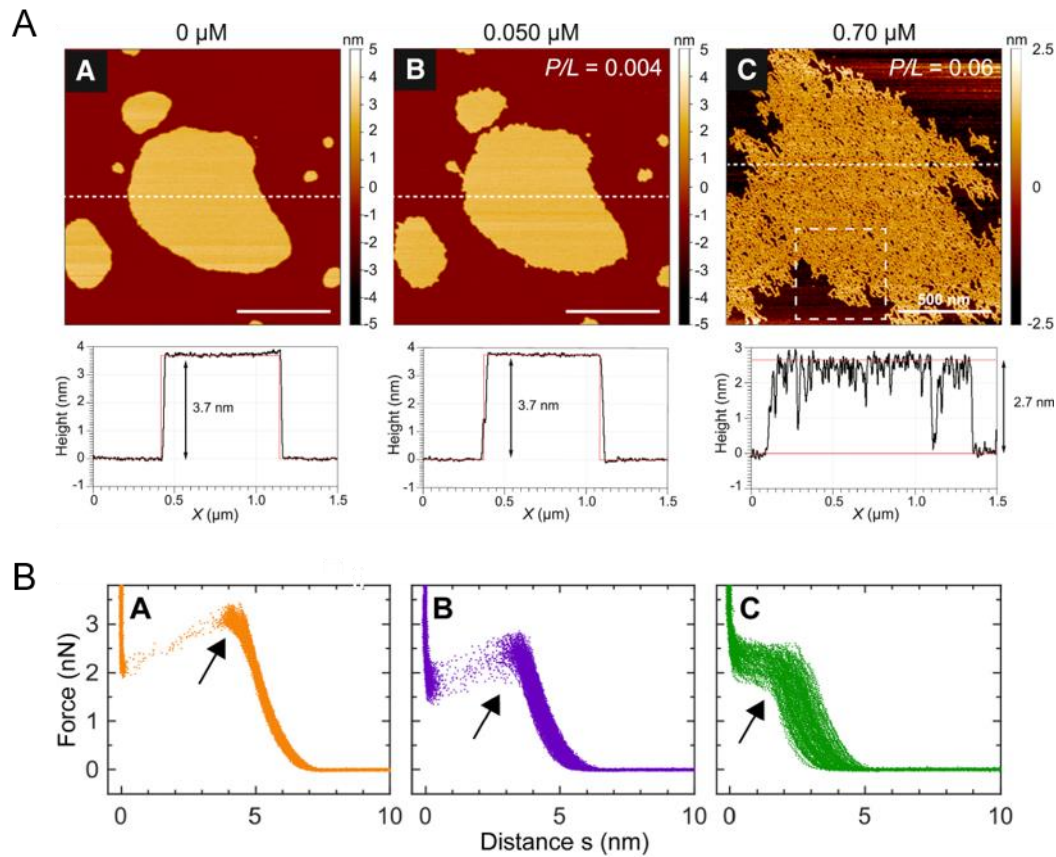 A
0 µM
0.050 µM
0.70 µM
nm
nm
nm
A
B
P/L = 0.004
C
P/L = 0.06
5
4
3
2
1
0
-1
-2
-3
-4
-5
5
4
3
2
1
0
-1
-2
-3
-4
-5
2.5
0
-2.5
500 nm
Height (nm)
4
3
2
1
0
-1
3.7 nm
0
0.5
1.0
1.5
X (µm)
Height (nm)
4
3
2
1
0
-1
3.7 nm
0
0.5
1.0
1.5
X (µm)
Height (nm)
3
2
1
0
-1
2.7 nm
0
0.5
1.0
1.5
X (µm)
B
A
B
C
Force (nN)
3
2
1
0
0 5 10
0 5 10
0 5 10
Distance s (nm)